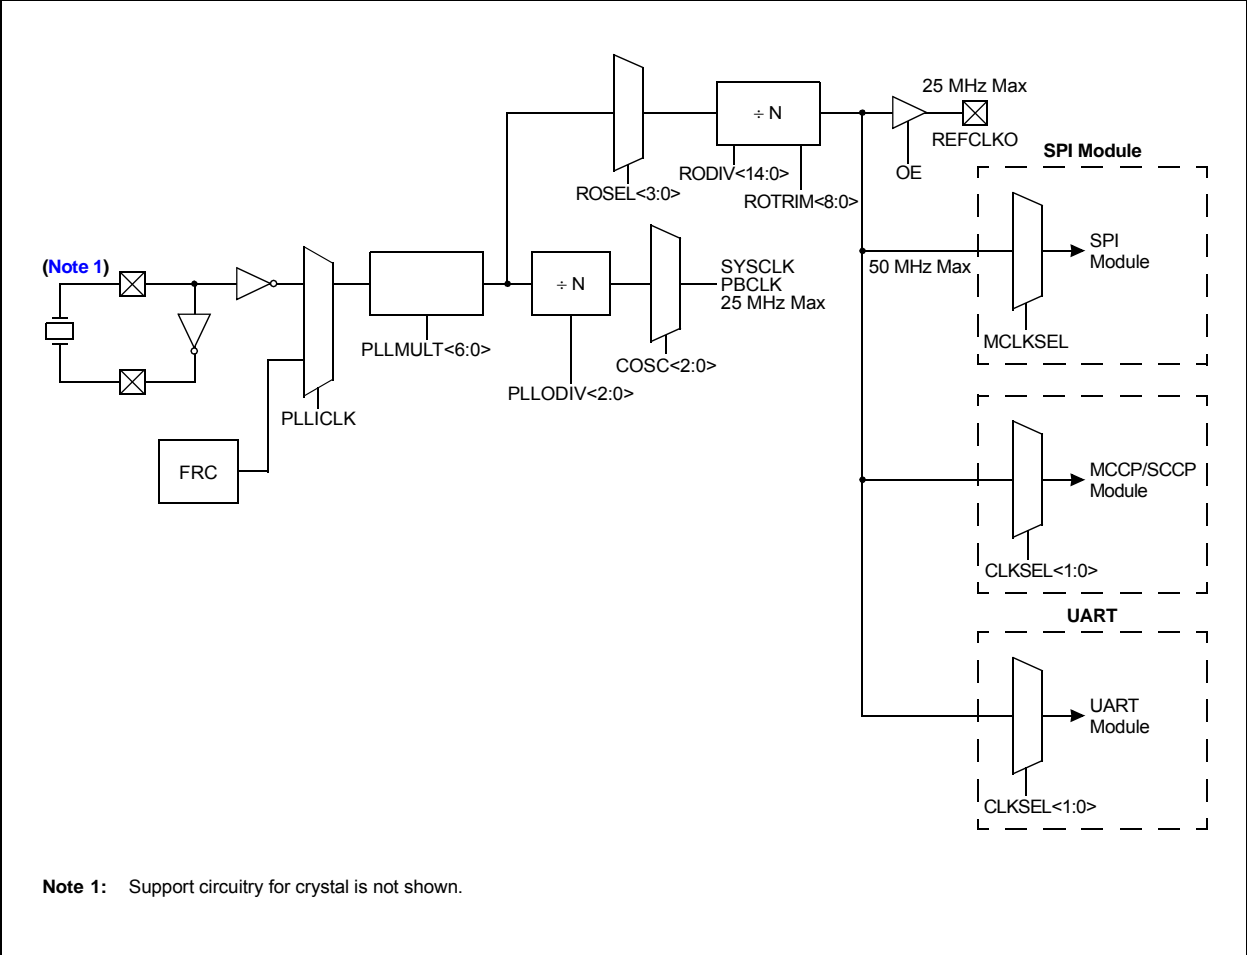 25 MHz Max
÷ N
REFCLKO
SPI Module
RODIV<14:0>
OE
ROSEL<3:0>
ROTRIM<8:0>
SPI
Module
(Note 1)
SYSCLK
PBCLK
25 MHz Max
50 MHz Max
÷ N
MCLKSEL
PLLMULT<6:0>
COSC<2:0>
PLLODIV<2:0>
PLLICLK
FRC
MCCP/SCCP
Module
CLKSEL<1:0>
UART
UART
Module
CLKSEL<1:0>
Note 1: Support circuitry for crystal is not shown.